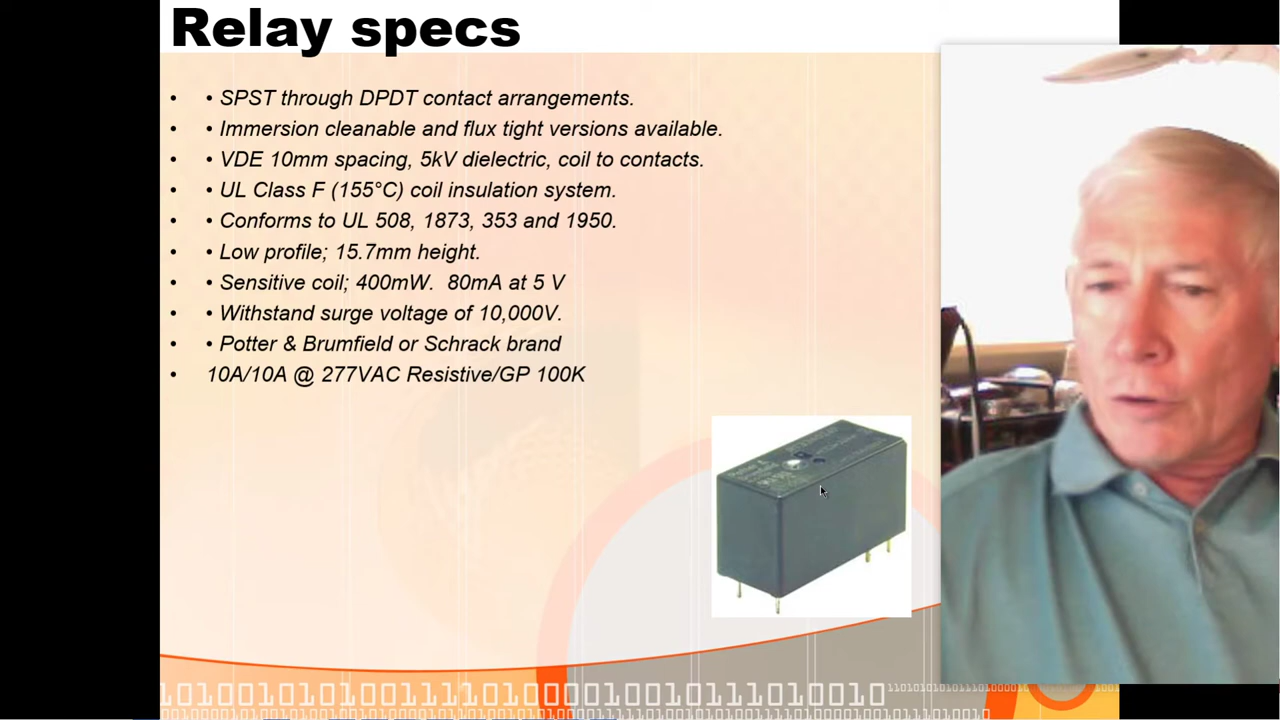 Relay specs
• • SPST through DPDT contact arrangements.
• • Immersion cleanable and flux tight versions available.
• • VDE 10mm spacing, 5kV dielectric, coil to contacts.
• • UL Class F (155°C) coil insulation system.
• • Conforms to UL 508, 1873, 353 and 1950.
• • Low profile; 15.7mm height.
• • Sensitive coil; 400mW. 80mA at 5 V
• • Withstand surge voltage of 10,000V.
• • Potter & Brumfield or Schrack brand
• 10A/10A @ 277VAC Resistive/GP 100K